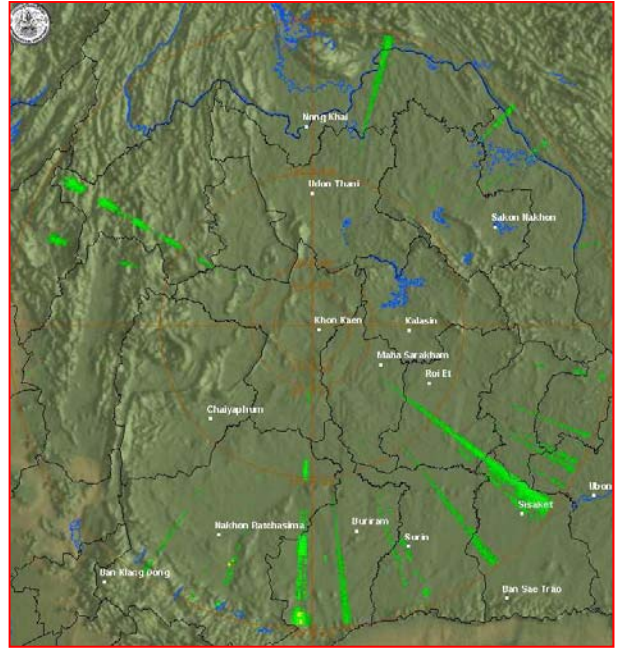 Nong Khai
Udon Thani
Sakon Nakhon
Khon Kaen
Kalasin
Maha Sarakham
Roi Et
Chaiyaphum
Ubon
Sisaket
Nakhon Ratchasima
Buriram
Surin
Ban Klang Dong
Ban Sae Trao